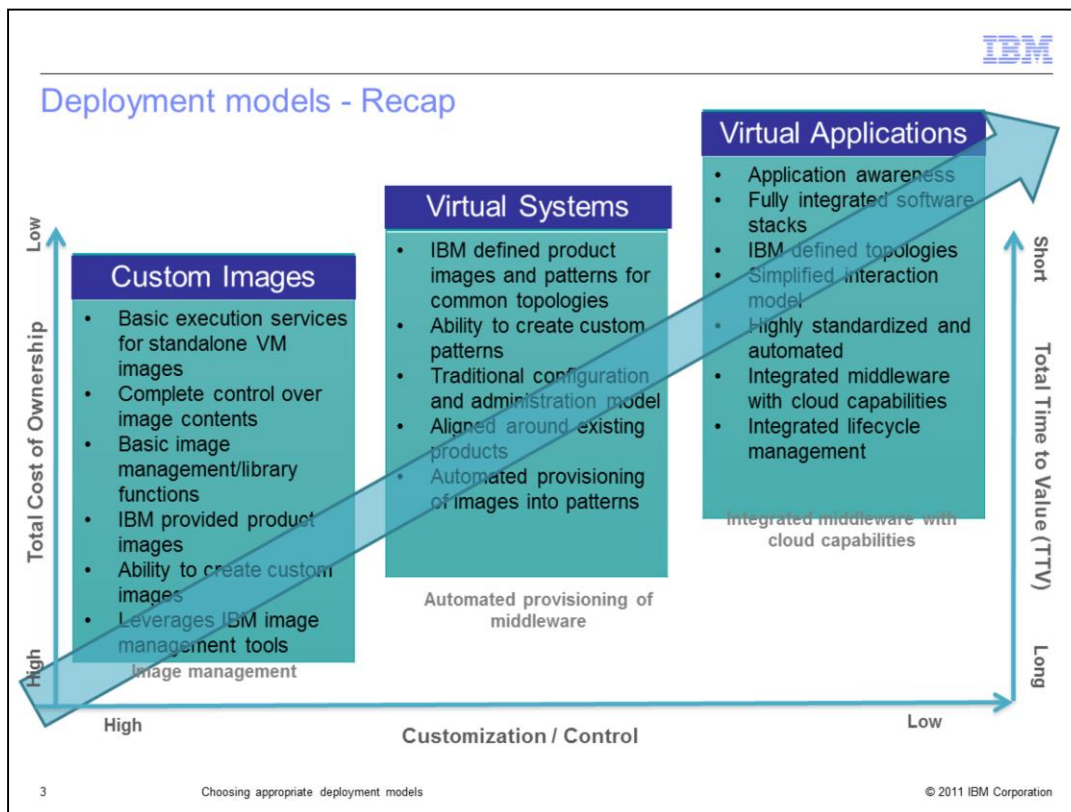 IBM
Deployment models - Recap
Low
Total Cost of Ownership
High
Custom Images
• Basic execution services
for standalone VM
images
• Complete control over
image contents
• Basic image
management/library
functions
• IBM provided product
images
• Ability to create custom
images
• Leverages IBM image
management tools
Image management
Virtual Systems
• IBM defined product
images and patterns for
common topologies
• Ability to create custom
patterns
• Traditional configuration
and administration model
• Aligned around existing
products
• Automated provisioning
of images into patterns
Automated provisioning of
middleware
Virtual Applications
• Application awareness
• Fully integrated software
stacks
• IBM defined topologies
• Simplified interaction
model
• Highly standardized and
automated
• Integrated middleware
with cloud capabilities
• Integrated lifecycle
management
Integrated middleware with
cloud capabilities
Short
Total Time to Value (TTV)
Long
High
Low
Customization / Control
3
Choosing appropriate deployment models
© 2011 IBM Corporation